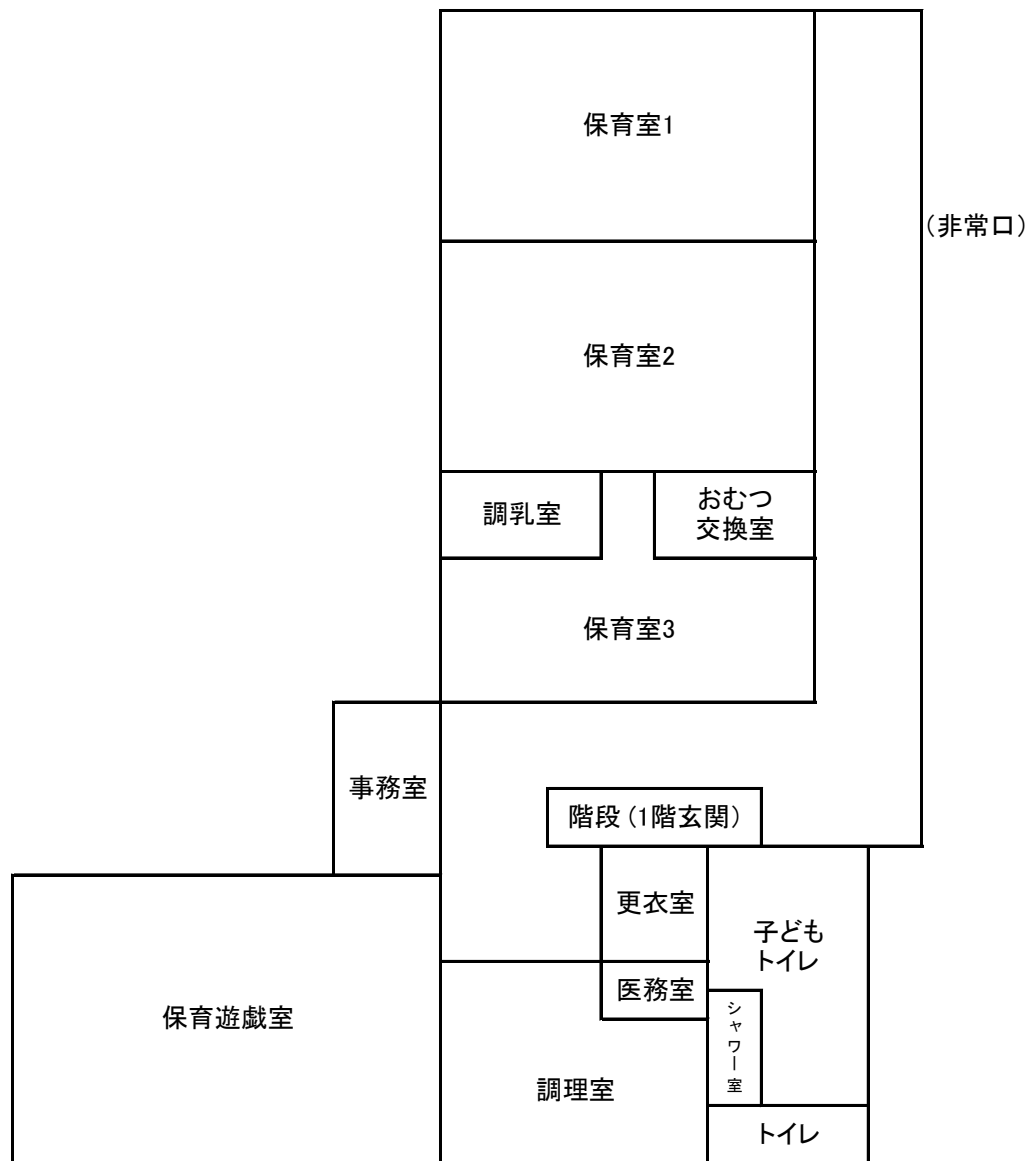 保育室1
（非常口）
保育室2
調乳室
おむつ
交換室
保育室3
事務室
階段（1階玄関）
更衣室
子ども
トイレ
医務室
保育遊戯室
シャワー室
調理室
トイレ